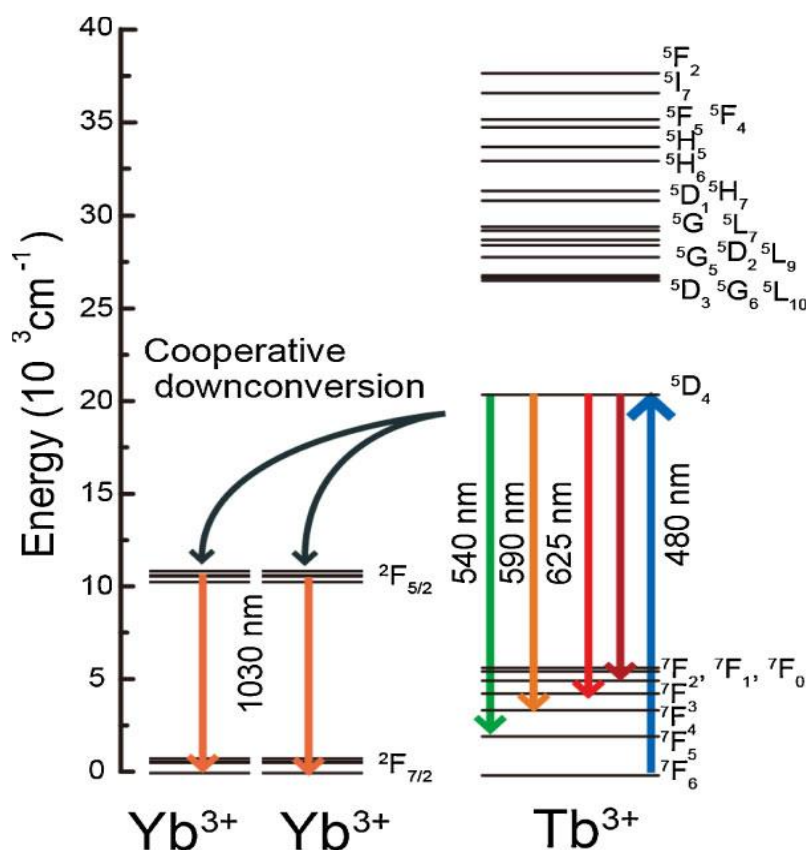 40
35
30
25
20
15
10
5
0
Energy (10 ³cm⁻¹)
Cooperative
downconversion
1030 nm
²F₅/₂
²F₇/₂
Yb³⁺ Yb³⁺ Tb³⁺
⁵F₂
⁵I₇
⁵F₅ ⁵F₄
⁵H₅
⁵H₆
⁵D₁ ⁵H₇
⁵G ⁵L₇
⁵G₅ ⁵D₂ ⁵L₉
⁵D₃ ⁵G₆ ⁵L₁₀
⁵D₄
540 nm
590 nm
625 nm
480 nm
⁷F₂, ⁷F₁, ⁷F₀
⁷F₃
⁷F₄
⁷F₅
⁷F₆